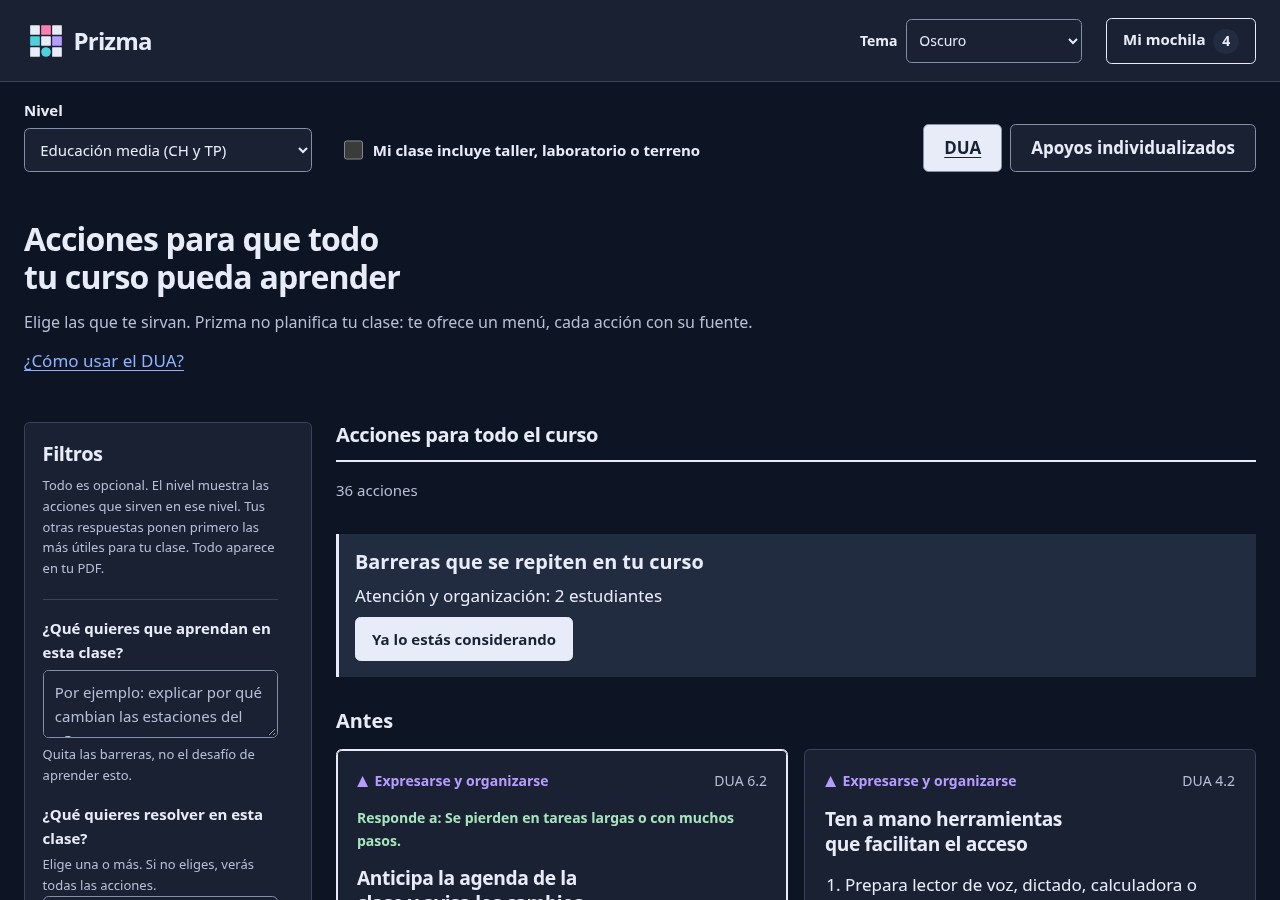 Prizma
Tema
Oscuro
Mi mochila 4
Nivel
Educación media (CH y TP)
Mi clase incluye taller, laboratorio o terreno
DUA
Apoyos individualizados
Acciones para que todo
tu curso pueda aprender
Elige las que te sirvan. Prizma no planifica tu clase: te ofrece un menú, cada acción con su fuente.
¿Cómo usar el DUA?
Filtros
Todo es opcional. El nivel muestra las
acciones que sirven en ese nivel. Tus
otras respuestas ponen primero las
más útiles para tu clase. Todo aparece
en tu PDF.
¿Qué quieres que aprendan en
esta clase?
Por ejemplo: explicar por qué
cambian las estaciones del
Quita las barreras, no el desafío de
aprender esto.
¿Qué quieres resolver en esta
clase?
Elige una o más. Si no eliges, verás
todas las acciones.
Acciones para todo el curso
36 acciones
Barreras que se repiten en tu curso
Atención y organización: 2 estudiantes
Ya lo estás considerando
Antes
▲ Expresarse y organizarse
DUA 6.2
Responde a: Se pierden en tareas largas o con muchos
pasos.
Anticipa la agenda de la
clase y avisa los cambios
▲ Expresarse y organizarse
DUA 4.2
Ten a mano herramientas
que facilitan el acceso
1. Prepara lector de voz, dictado, calculadora o